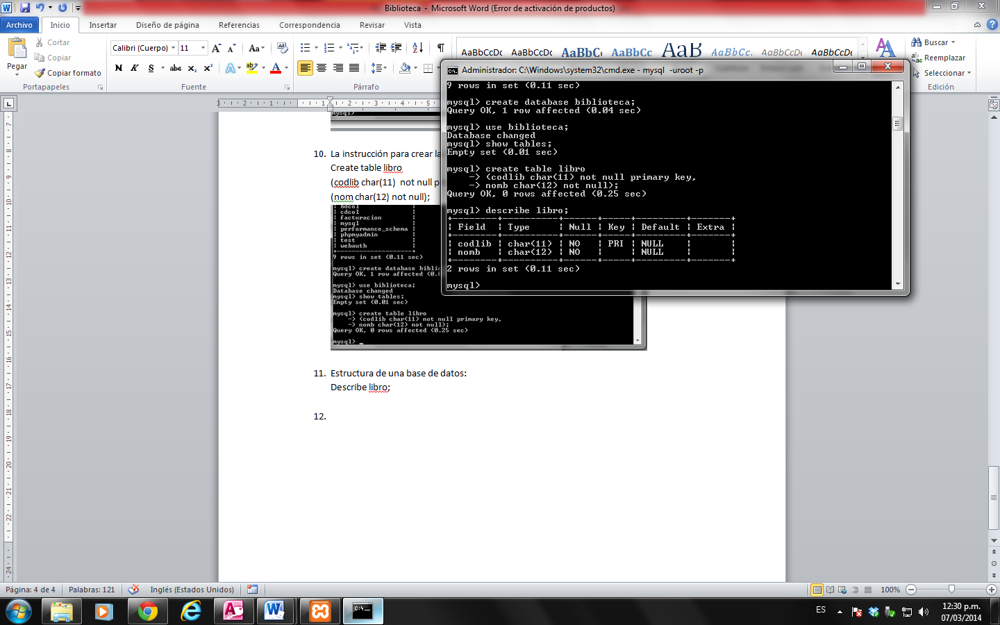 Biblioteca - Microsoft Word (Error de activación de productos)
Archivo Inicio Insertar Diseño de página Referencias Correspondencia Revisar Vista
Pegar
Cortar
Copiar
Copiar formato
Portapapeles
Calibri (Cuerpo) 11
N K S abc x₂ x²
Fuente
Párrafo
AaBbCcDc AaBbCcDc AaBbC AaBbCc AaB AaBbCc. AaBbCcDc AaBbCcDc
Buscar
Reemplazar
Seleccionar
Edición
Administrador: C:\Windows\system32\cmd.exe - mysql -uroot -p
9 rows in set (0.11 sec)
mysql> create database biblioteca;
Query OK, 1 row affected (0.04 sec)
mysql> use biblioteca;
Database changed
mysql> show tables;
Empty set (0.01 sec)
mysql> create table libro
-> (codlib char(11) not null primary key,
-> nomb char(12) not null);
Query OK, 0 rows affected (0.25 sec)
mysql> describe libro;
| Field | Type | Null | Key | Default | Extra |
| codlib | char(11) | NO | PRI | NULL | |
| nomb | char(12) | NO | | NULL | |
2 rows in set (0.11 sec)
mysql>
mysql>
10. La instrucción para crear la
Create table libro
(codlib char(11) not null p
(nom char(12) not null);
| bdcol |
| cdcol |
| facturacion |
| mysql |
| performance_schema |
| phpmyadmin |
| test |
| webauth |
9 rows in set (0.11 sec)
mysql> create database biblio
Query OK, 1 row affected (0.0
mysql> use biblioteca;
Database changed
mysql> show tables;
Empty set (0.01 sec)
mysql> create table libro
-> (codlib char(11) not null primary key,
-> nomb char(12) not null);
Query OK, 0 rows affected (0.25 sec)
mysql> _
11. Estructura de una base de datos:
Describe libro;
12.
Página: 4 de 4 Palabras: 121 Inglés (Estados Unidos) 100%
ES
12:30 p.m.
07/03/2014